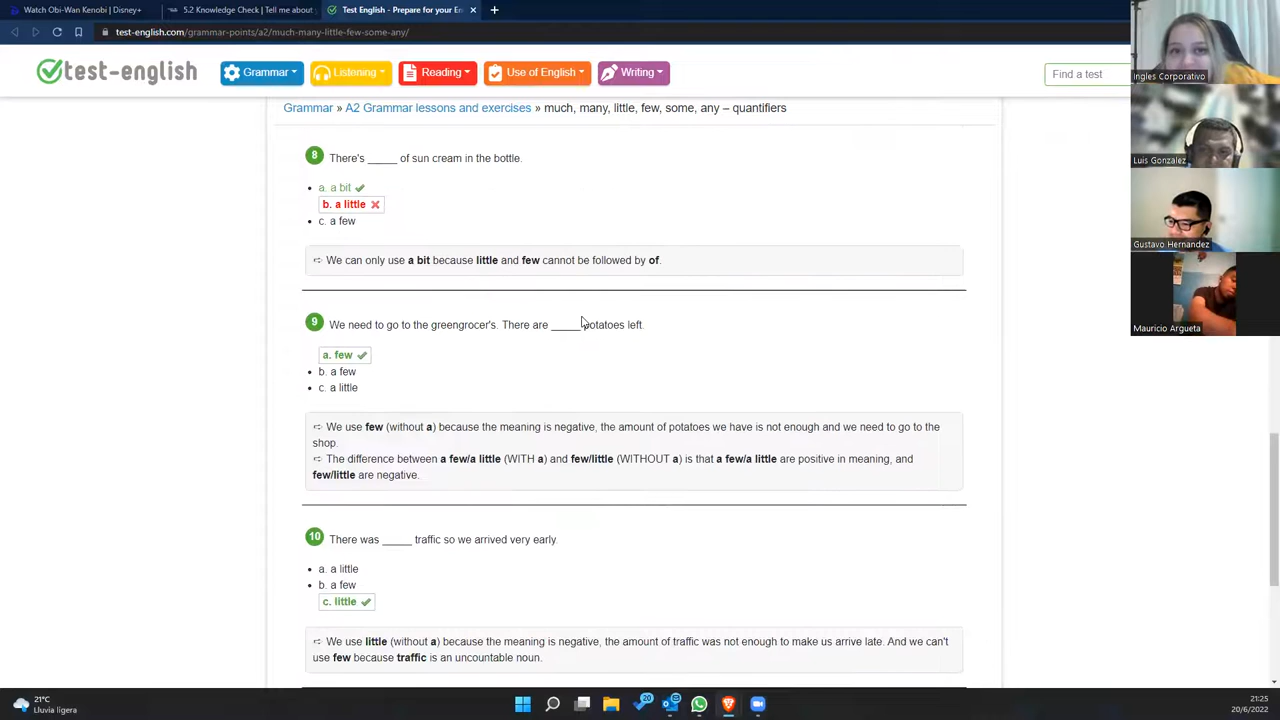 Watch Obi-Wan Kenobi | Disney+
5.2 Knowledge Check | Tell me about
Test English - Prepare for your En
test-english.com/grammar-points/a2/much-many-little-few-some-any/
test-english
Grammar
Listening
Reading
Use of English
Writing
Find a test
Grammar » A2 Grammar lessons and exercises » much, many, little, few, some, any – quantifiers
8 There's _____ of sun cream in the bottle.
a. a bit
b. a little
c. a few
We can only use a bit because little and few cannot be followed by of.
9 We need to go to the greengrocer's. There are _____ potatoes left.
a. few
b. a few
c. a little
We use few (without a) because the meaning is negative, the amount of potatoes we have is not enough and we need to go to the
shop.
The difference between a few/a little (WITH a) and few/little (WITHOUT a) is that a few/a little are positive in meaning, and
few/little are negative.
10 There was _____ traffic so we arrived very early.
a. a little
b. a few
c. little
We use little (without a) because the meaning is negative, the amount of traffic was not enough to make us arrive late. And we can't
use few because traffic is an uncountable noun.
Ingles Corporativo
Luis Gonzalez
Gustavo Hernandez
Mauricio Argueta
21°C
Lluvia ligera
20
21:25
20/6/2022